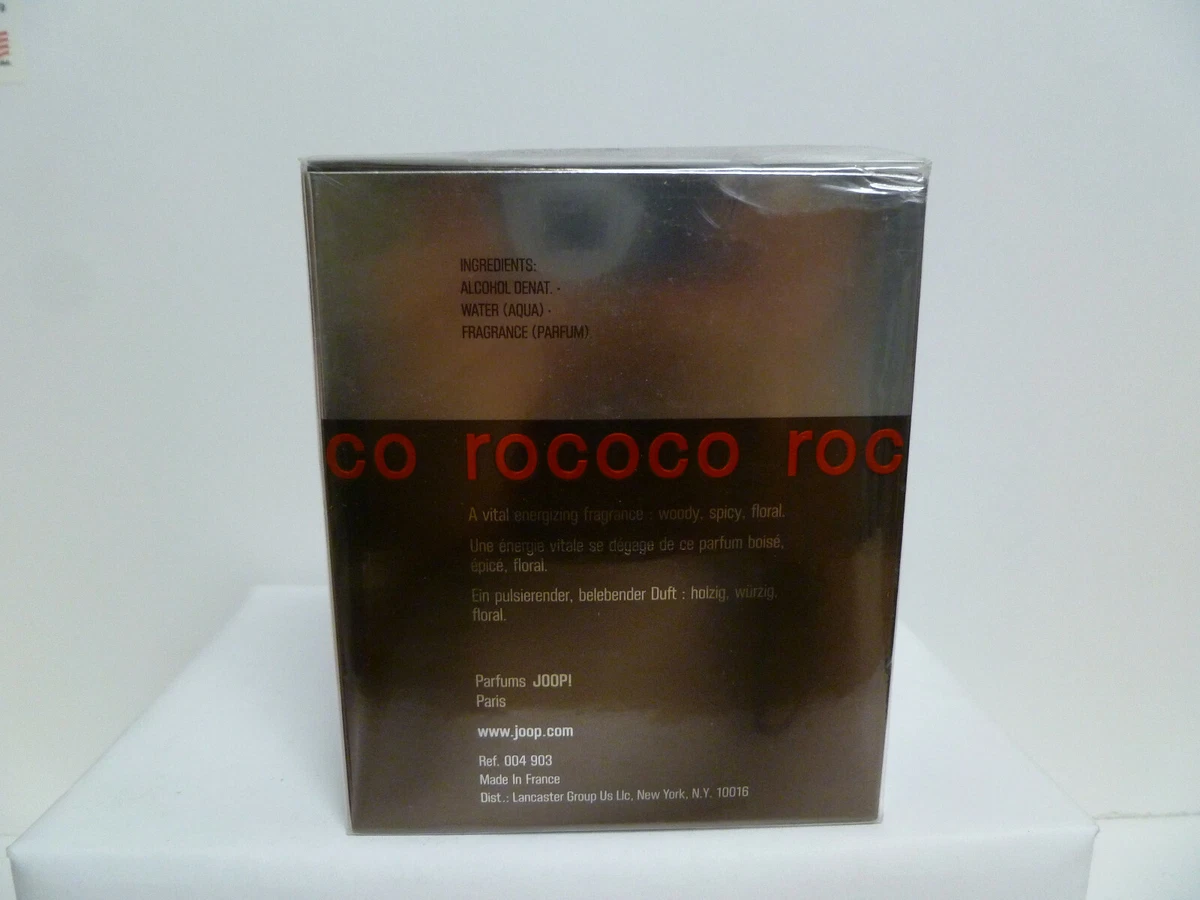 INGREDIENTS:
ALCOHOL DENAT. ·
WATER (AQUA) ·
FRAGRANCE (PARFUM)
co rococo roc
A vital energizing fragrance : woody, spicy, floral.
Une énergie vitale se dégage de ce parfum boisé,
épicé, floral.
Ein pulsierender, belebender Duft : holzig, würzig,
floral.
Parfums JOOP!
Paris
www.joop.com
Ref. 004 903
Made In France
Dist.: Lancaster Group Us Llc, New York, N.Y. 10016